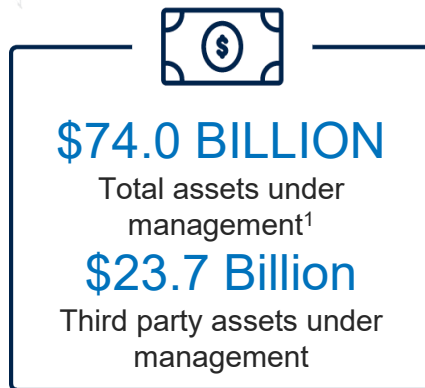 $
$74.0 BILLION
Total assets under
management¹
$23.7 Billion
Third party assets under
management